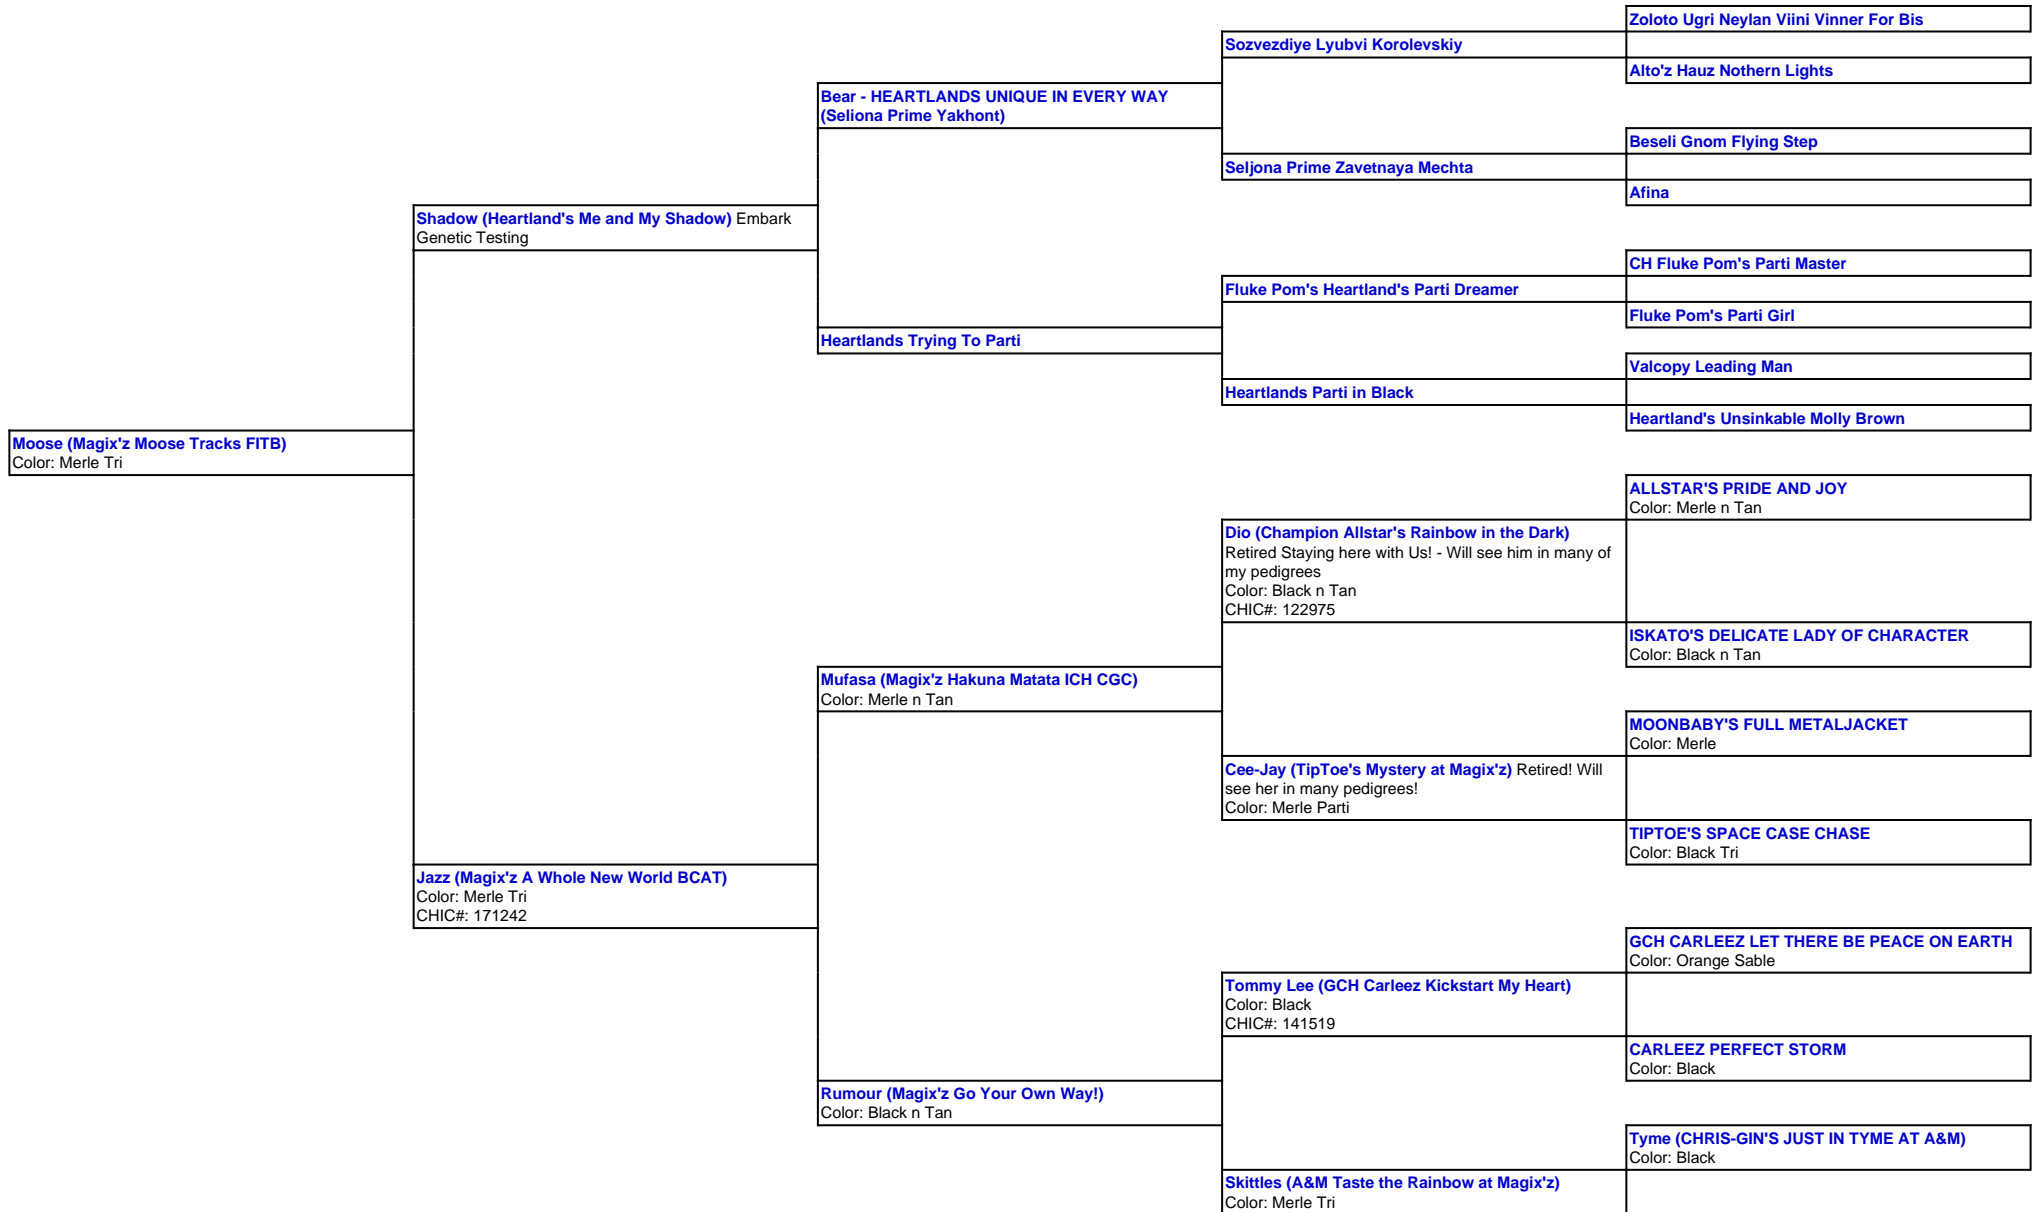 Zoloto Ugri Neylan Viini Vinner For Bis
Sozvezdiye Lyubvi Korolevskiy
Alto'z Hauz Nothern Lights
Bear - HEARTLANDS UNIQUE IN EVERY WAY
(Seliona Prime Yakhont)
Beseli Gnom Flying Step
Seljona Prime Zavetnaya Mechta
Afina
Shadow (Heartland's Me and My Shadow) Embark
Genetic Testing
CH Fluke Pom's Parti Master
Fluke Pom's Heartland's Parti Dreamer
Fluke Pom's Parti Girl
Heartlands Trying To Parti
Valcopy Leading Man
Heartlands Parti in Black
Heartland's Unsinkable Molly Brown
Moose (Magix'z Moose Tracks FITB)
Color: Merle Tri
ALLSTAR'S PRIDE AND JOY
Color: Merle n Tan
Dio (Champion Allstar's Rainbow in the Dark)
Retired Staying here with Us! - Will see him in many of
my pedigrees
Color: Black n Tan
CHIC#: 122975
ISKATO'S DELICATE LADY OF CHARACTER
Color: Black n Tan
Mufasa (Magix'z Hakuna Matata ICH CGC)
Color: Merle n Tan
MOONBABY'S FULL METALJACKET
Color: Merle
Cee-Jay (TipToe's Mystery at Magix'z) Retired! Will
see her in many pedigrees!
Color: Merle Parti
TIPTOE'S SPACE CASE CHASE
Color: Black Tri
Jazz (Magix'z A Whole New World BCAT)
Color: Merle Tri
CHIC#: 171242
GCH CARLEEZ LET THERE BE PEACE ON EARTH
Color: Orange Sable
Tommy Lee (GCH Carleez Kickstart My Heart)
Color: Black
CHIC#: 141519
CARLEEZ PERFECT STORM
Color: Black
Rumour (Magix'z Go Your Own Way!)
Color: Black n Tan
Tyme (CHRIS-GIN'S JUST IN TYME AT A&M)
Color: Black
Skittles (A&M Taste the Rainbow at Magix'z)
Color: Merle Tri